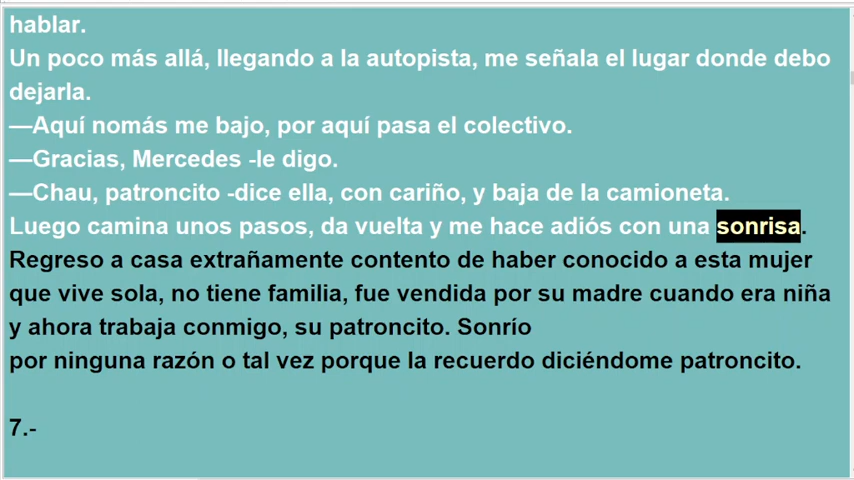 hablar.
Un poco más allá, llegando a la autopista, me señala el lugar donde debo
dejarla.
—Aquí nomás me bajo, por aquí pasa el colectivo.
—Gracias, Mercedes -le digo.
—Chau, patroncito -dice ella, con cariño, y baja de la camioneta.
Luego camina unos pasos, da vuelta y me hace adiós con una sonrisa.
Regreso a casa extrañamente contento de haber conocido a esta mujer
que vive sola, no tiene familia, fue vendida por su madre cuando era niña
y ahora trabaja conmigo, su patroncito. Sonrío
por ninguna razón o tal vez porque la recuerdo diciéndome patroncito.
7.-